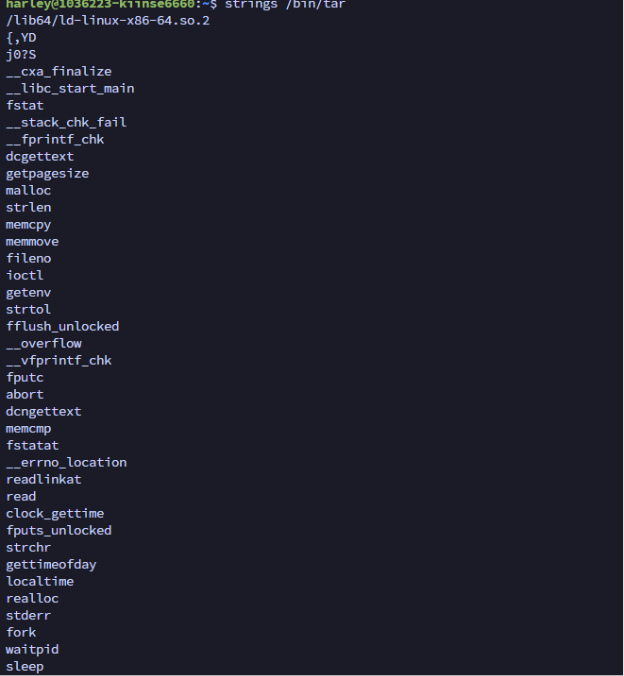 harley@1036223-kiinse6660:~$ strings /bin/tar
/lib64/ld-linux-x86-64.so.2
{,YD
j0?S
__cxa_finalize
__libc_start_main
fstat
__stack_chk_fail
__fprintf_chk
dcgettext
getpagesize
malloc
strlen
memcpy
memmove
fileno
ioctl
getenv
strtol
fflush_unlocked
__overflow
__vfprintf_chk
fputc
abort
dcngettext
memcmp
fstatat
__errno_location
readlinkat
read
clock_gettime
fputs_unlocked
strchr
gettimeofday
localtime
realloc
stderr
fork
waitpid
sleep